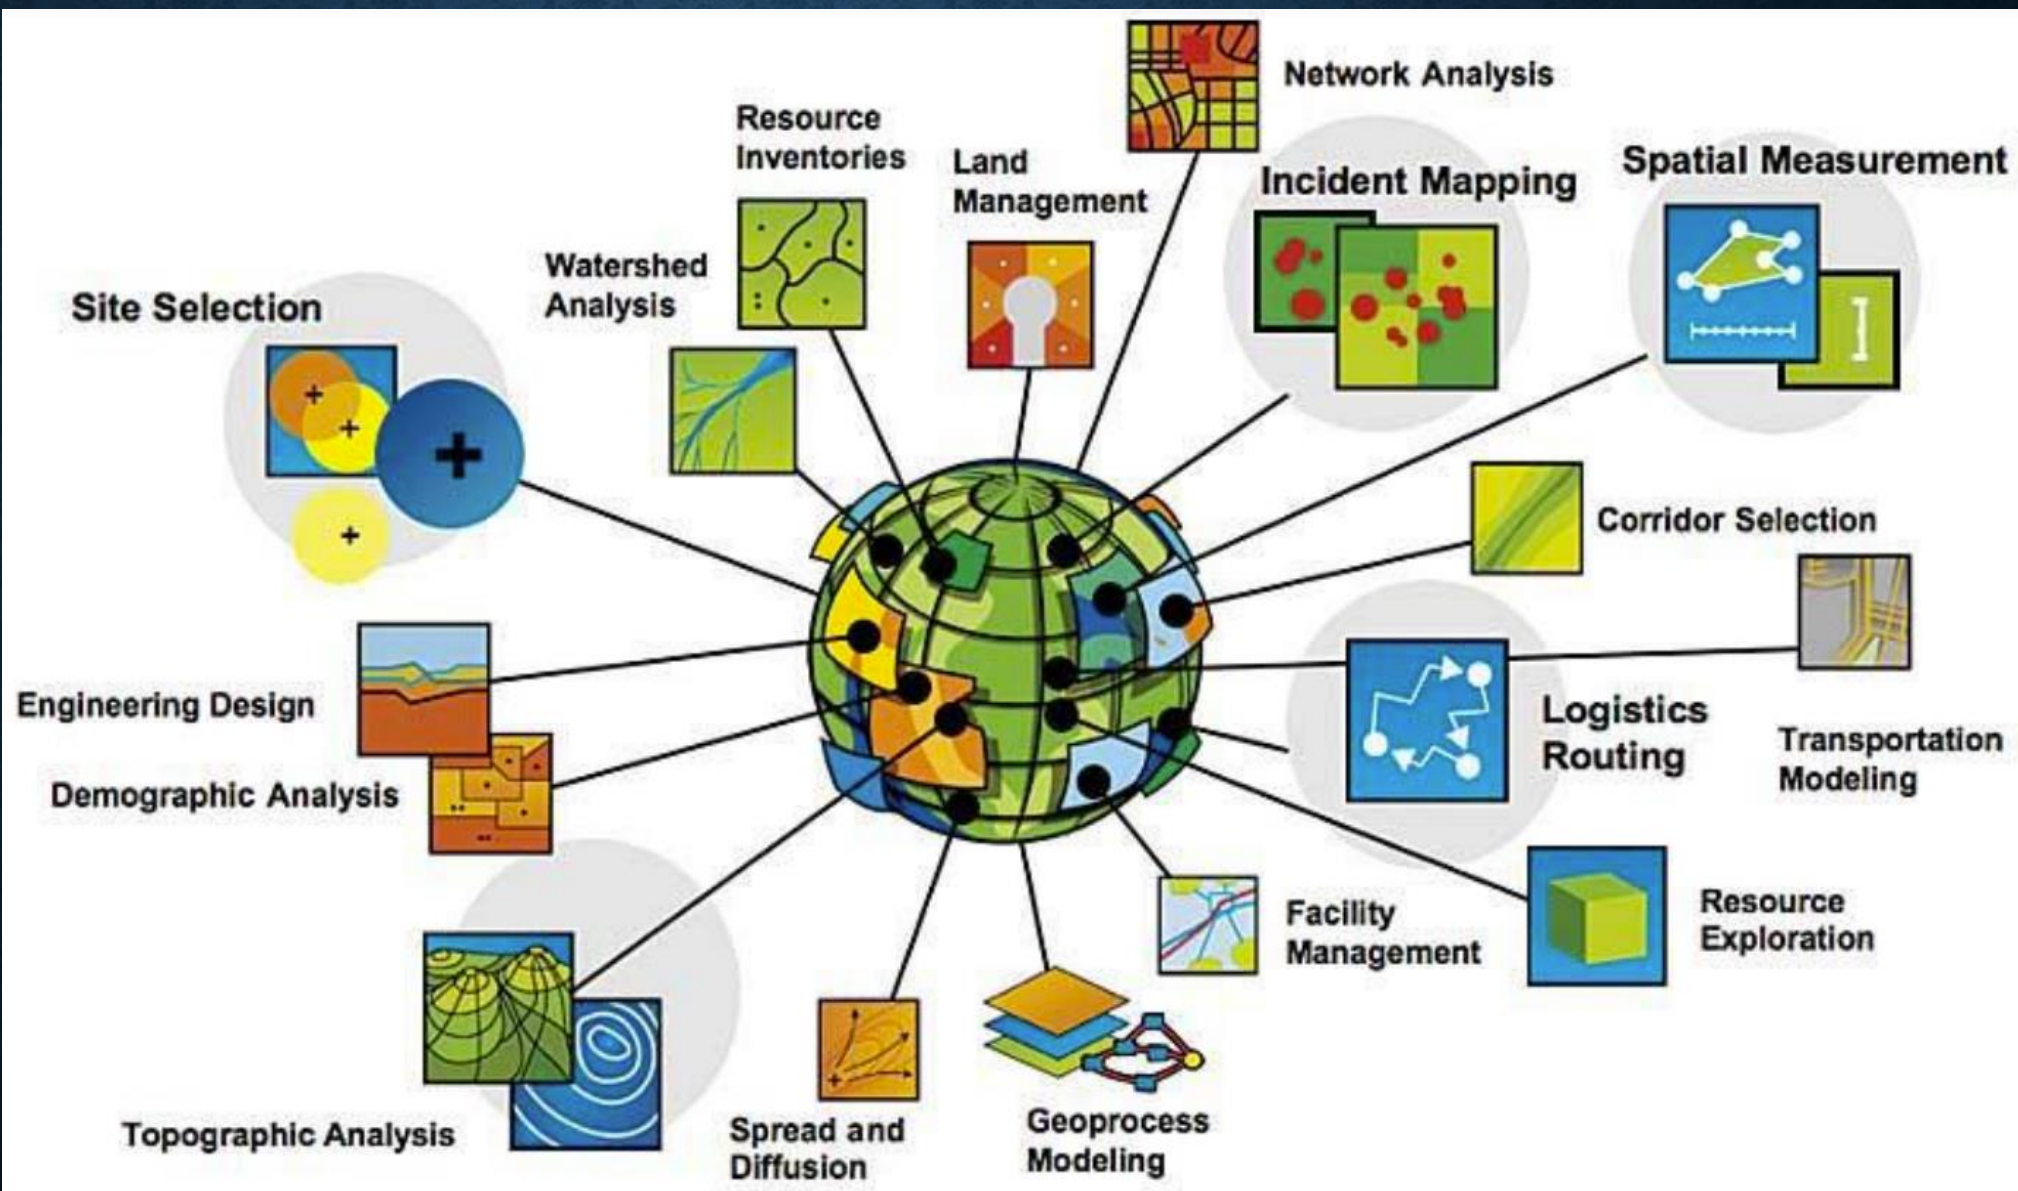 Network Analysis
Resource
Inventories
Land
Management
Incident Mapping
Spatial Measurement
Watershed
Analysis
Site Selection
Corridor Selection
Engineering Design
Logistics
Routing
Transportation
Modeling
Demographic Analysis
Facility
Management
Resource
Exploration
Topographic Analysis
Spread and
Diffusion
Geoprocess
Modeling